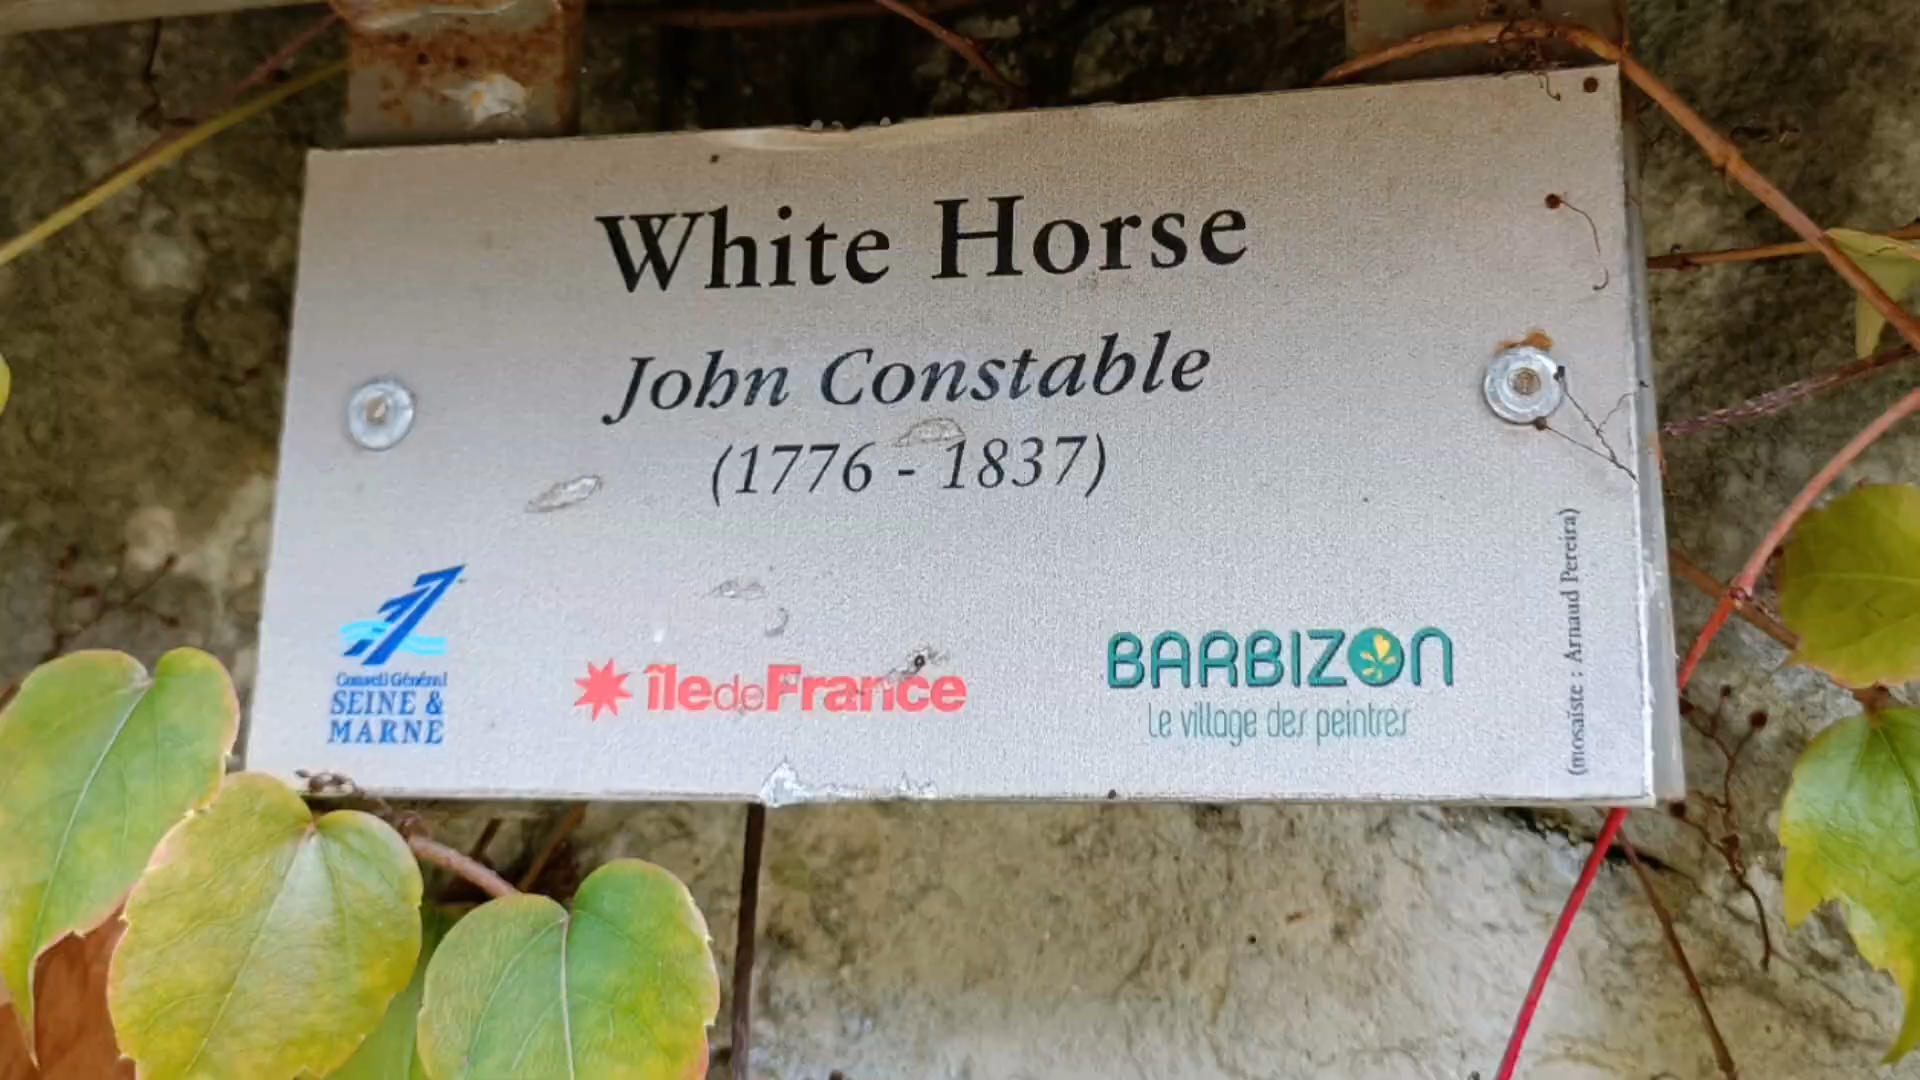 White Horse
John Constable
(1776 - 1837)
Conseil Général
SEINE &
MARNE
îledeFrance
BARBIZON
Le village des peintres
(mosaïste : Arnaud Pereira)